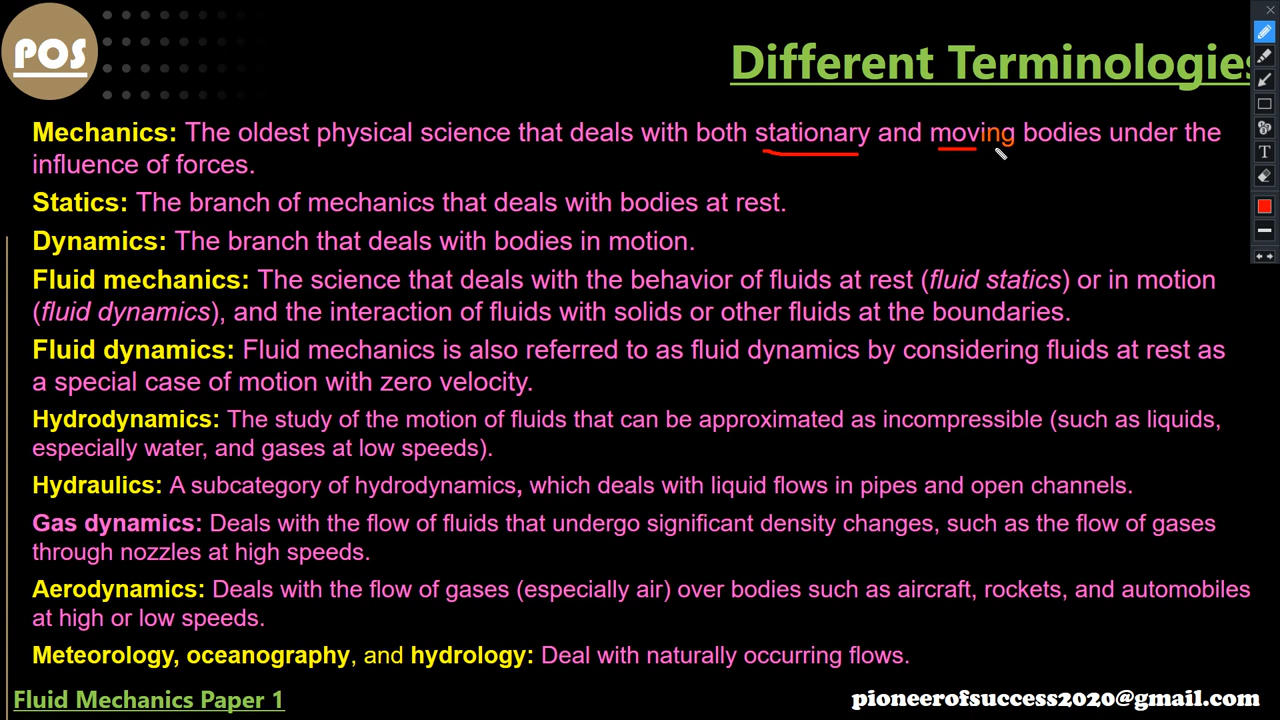 POS
Different Terminologies
Mechanics: The oldest physical science that deals with both stationary and moving bodies under the
influence of forces.
Statics: The branch of mechanics that deals with bodies at rest.
Dynamics: The branch that deals with bodies in motion.
Fluid mechanics: The science that deals with the behavior of fluids at rest (fluid statics) or in motion
(fluid dynamics), and the interaction of fluids with solids or other fluids at the boundaries.
Fluid dynamics: Fluid mechanics is also referred to as fluid dynamics by considering fluids at rest as
a special case of motion with zero velocity.
Hydrodynamics: The study of the motion of fluids that can be approximated as incompressible (such as liquids,
especially water, and gases at low speeds).
Hydraulics: A subcategory of hydrodynamics, which deals with liquid flows in pipes and open channels.
Gas dynamics: Deals with the flow of fluids that undergo significant density changes, such as the flow of gases
through nozzles at high speeds.
Aerodynamics: Deals with the flow of gases (especially air) over bodies such as aircraft, rockets, and automobiles
at high or low speeds.
Meteorology, oceanography, and hydrology: Deal with naturally occurring flows.
Fluid Mechanics Paper 1
pioneerofsuccess2020@gmail.com